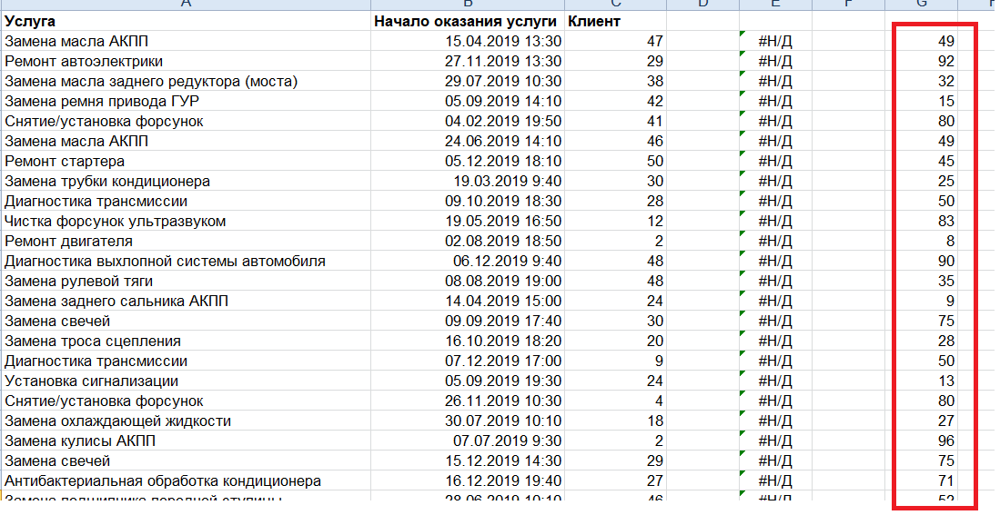 A B C D E F G
Услуга Начало оказания услуги Клиент
Замена масла АКПП 15.04.2019 13:30 47 #Н/Д 49
Ремонт автоэлектрики 27.11.2019 13:30 29 #Н/Д 92
Замена масла заднего редуктора (моста) 29.07.2019 10:30 38 #Н/Д 32
Замена ремня привода ГУР 05.09.2019 14:10 42 #Н/Д 15
Снятие/установка форсунок 04.02.2019 19:50 41 #Н/Д 80
Замена масла АКПП 24.06.2019 14:10 46 #Н/Д 49
Ремонт стартера 05.12.2019 18:10 50 #Н/Д 45
Замена трубки кондиционера 19.03.2019 9:40 30 #Н/Д 25
Диагностика трансмиссии 09.10.2019 18:30 28 #Н/Д 50
Чистка форсунок ультразвуком 19.05.2019 16:50 12 #Н/Д 83
Ремонт двигателя 02.08.2019 18:50 2 #Н/Д 8
Диагностика выхлопной системы автомобиля 06.12.2019 9:40 48 #Н/Д 90
Замена рулевой тяги 08.08.2019 19:00 48 #Н/Д 35
Замена заднего сальника АКПП 14.04.2019 15:00 24 #Н/Д 9
Замена свечей 09.09.2019 17:40 30 #Н/Д 75
Замена троса сцепления 16.10.2019 18:20 20 #Н/Д 28
Диагностика трансмиссии 07.12.2019 17:00 9 #Н/Д 50
Установка сигнализации 05.09.2019 19:30 24 #Н/Д 13
Снятие/установка форсунок 26.11.2019 10:30 4 #Н/Д 80
Замена охлаждающей жидкости 30.07.2019 10:10 18 #Н/Д 27
Замена кулисы АКПП 07.07.2019 9:30 2 #Н/Д 96
Замена свечей 15.12.2019 14:30 29 #Н/Д 75
Антибактериальная обработка кондиционера 16.12.2019 19:40 27 #Н/Д 71
Замена подшипника передней ступицы 28.06.2019 10:10 46 #Н/Д 52